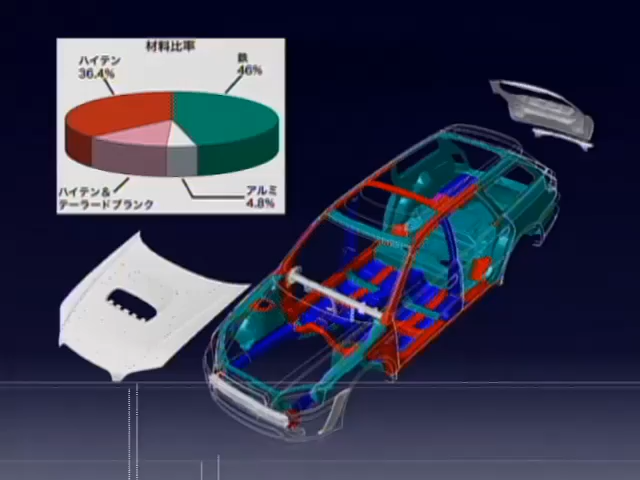 材料比率
ハイテン
36.4%
鉄
46%
ハイテン&
テーラードブランク
アルミ
4.8%